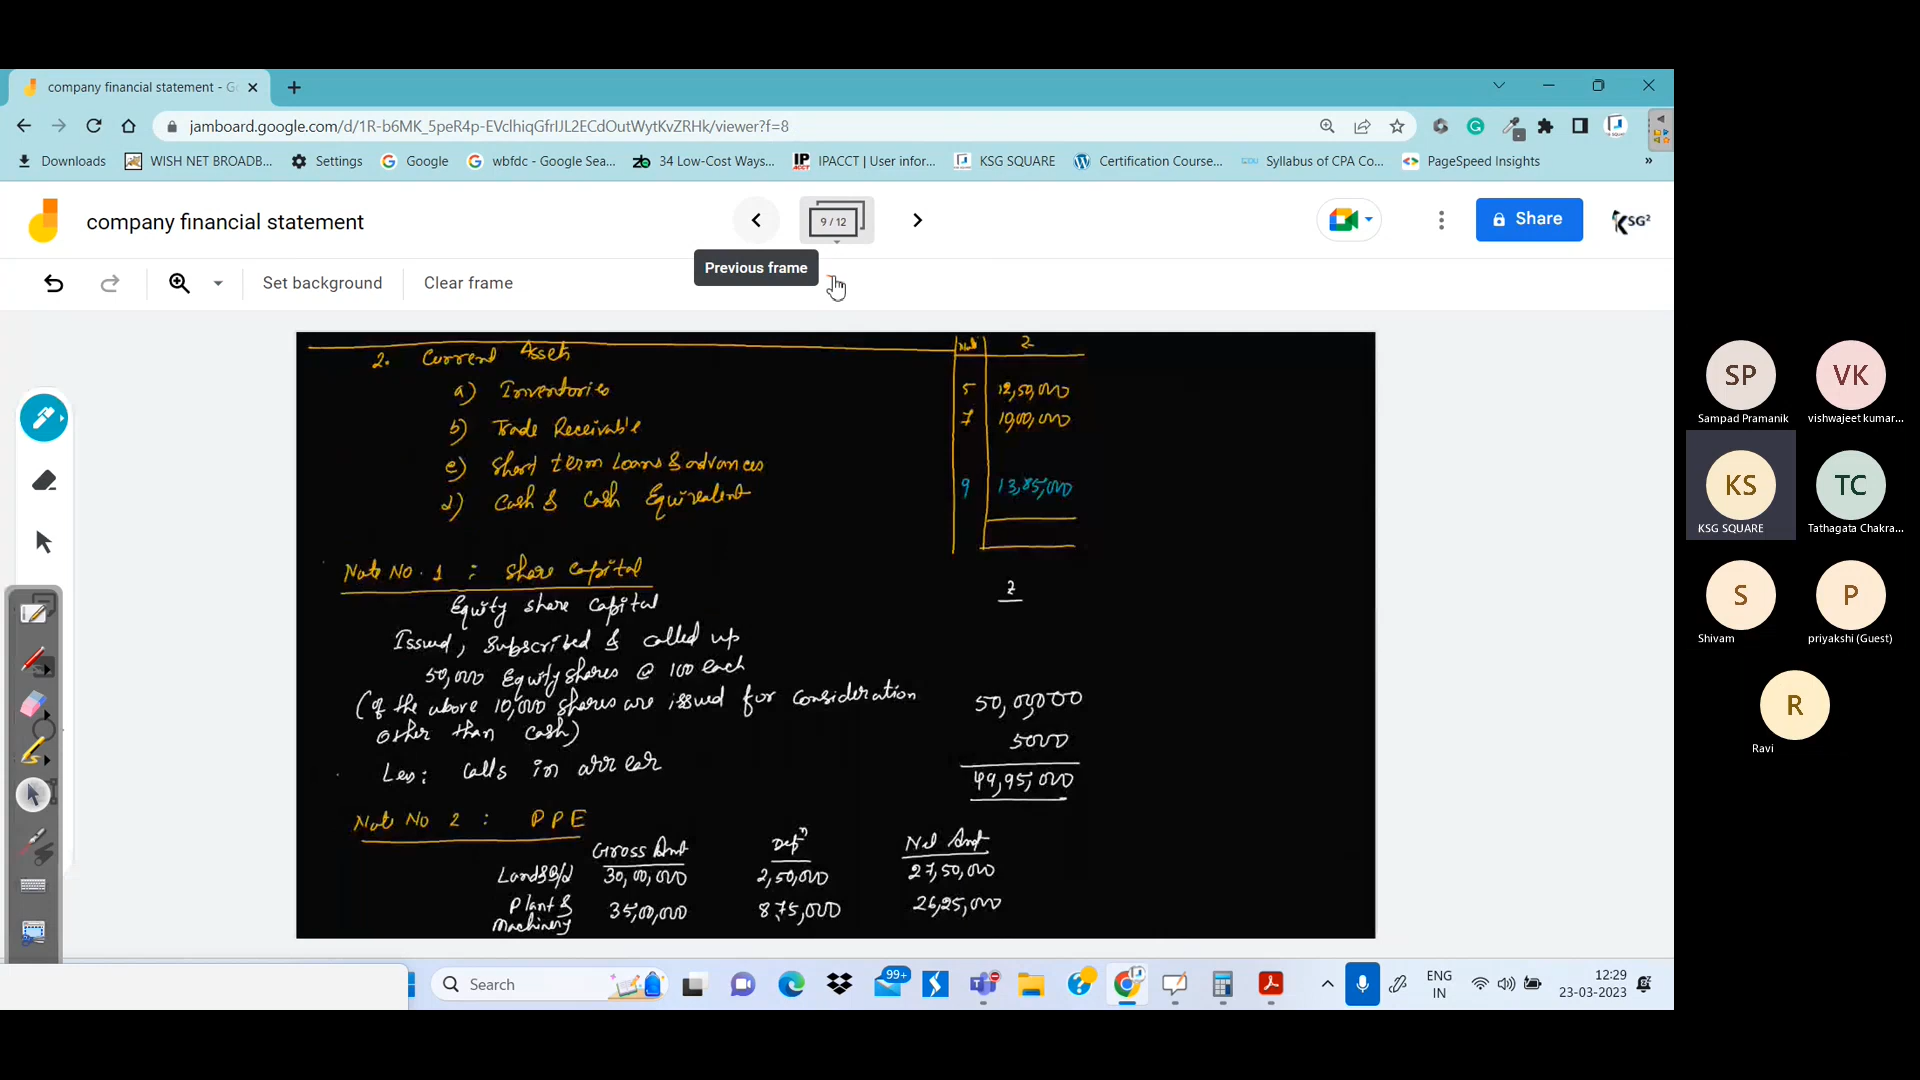 company financial statement - G
jamboard.google.com/d/1R-b6MK_5peR4p-EVclhiqGfrIJL2ECdOutWytKvZRHk/viewer?f=8
Downloads WISH NET BROADB... Settings Google wbfdc - Google Sea... 34 Low-Cost Ways... IPACCT | User infor... KSG SQUARE Certification Course... Syllabus of CPA Co... PageSpeed Insights »
company financial statement 9 / 12 Share KSG²
Previous frame
Set background Clear frame
2. Current Assets Note
a) Inventories 5 12,50,000
b) Trade Receivable 7 10,00,000
c) Short term Loans & advances
d) Cash & Cash Equivalent 9 13,85,000
Note No. 1 : Share Capital
Equity Share Capital
Issued, Subscribed & called up
50,000 Equity shares @ 100 each
(Of the above 10,000 shares are issued for consideration 50,00,000
other than cash) 5000
Less: Calls in arrear 49,95,000
Note No 2 : PPE
Gross Amt Depⁿ Net Amt
Land & B/d 30,00,000 2,50,000 27,50,000
Plant & Machinery 35,00,000 8,75,000 26,25,000
SP VK
Sampad Pramanik vishwajeet kumar...
KS TC
KSG SQUARE Tathagata Chakra...
S P
Shivam priyakshi (Guest)
R
Ravi
Search 99+ ENG IN 12:29 23-03-2023